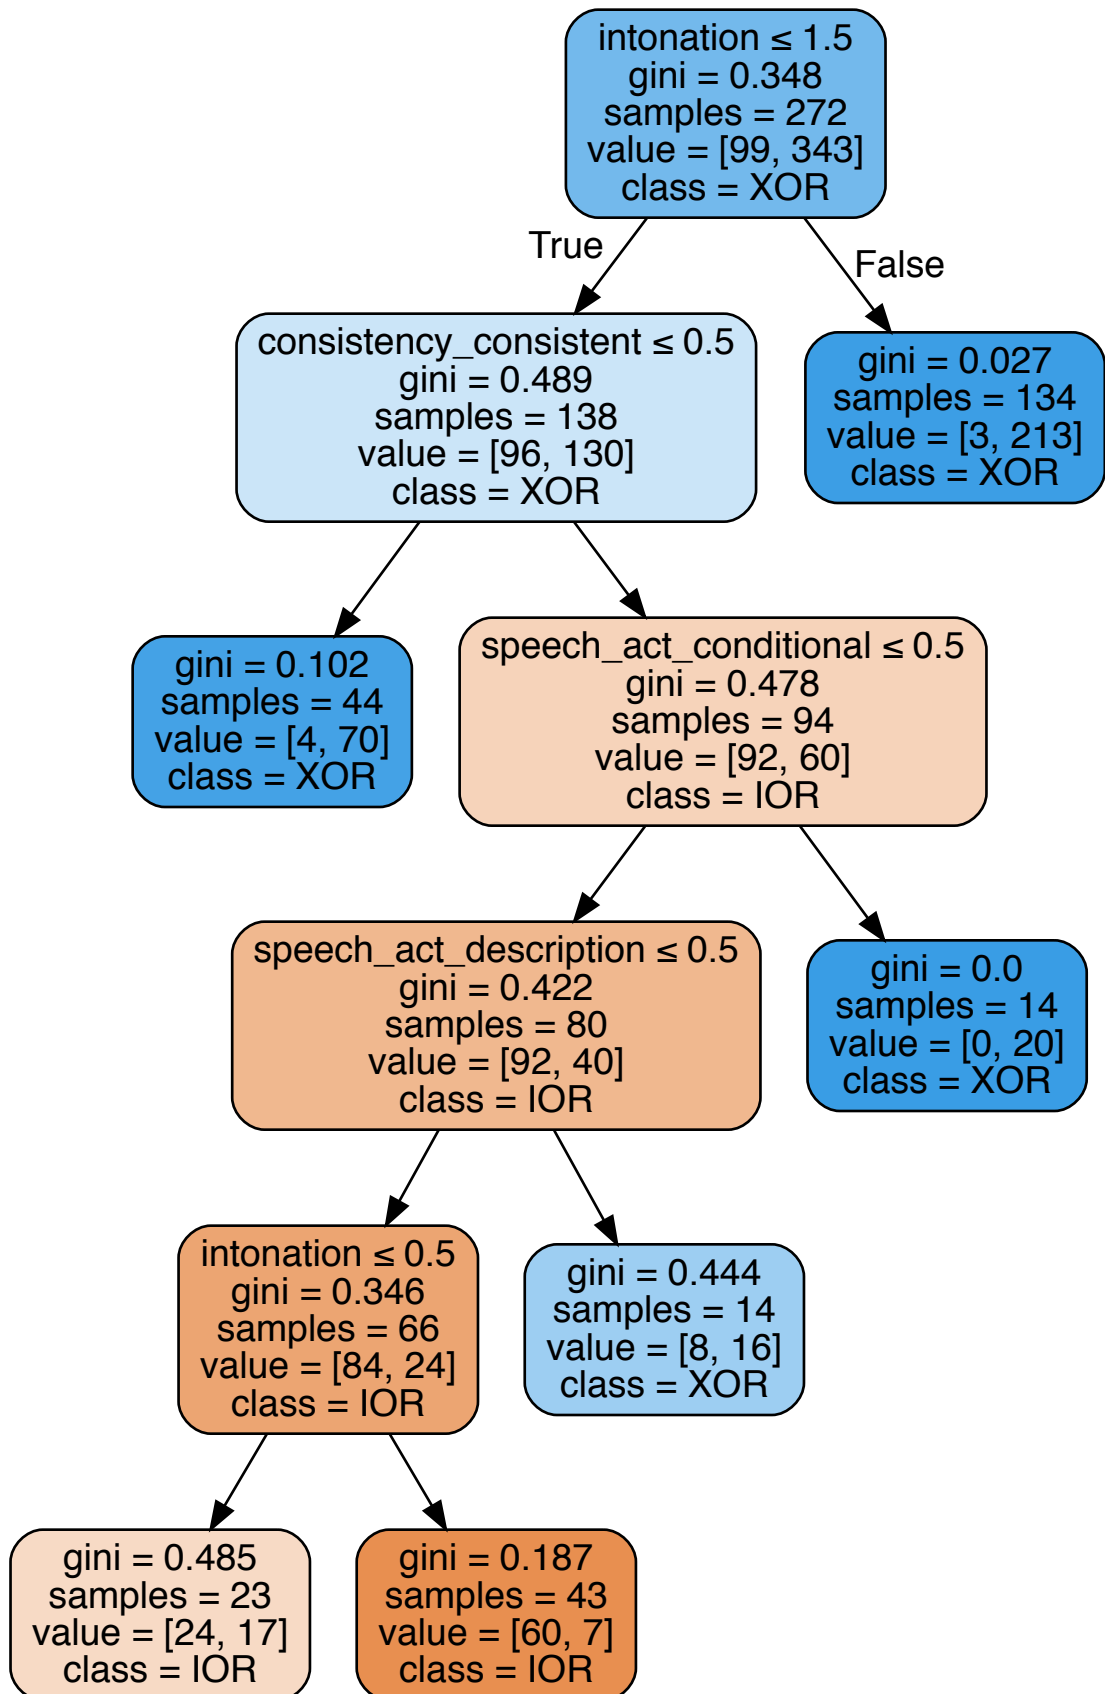 intonation ≤ 1.5
gini = 0.348
samples = 272
value = [99, 343]
class = XOR
True
False
consistency_consistent ≤ 0.5
gini = 0.489
samples = 138
value = [96, 130]
class = XOR
gini = 0.027
samples = 134
value = [3, 213]
class = XOR
gini = 0.102
samples = 44
value = [4, 70]
class = XOR
speech_act_conditional ≤ 0.5
gini = 0.478
samples = 94
value = [92, 60]
class = IOR
speech_act_description ≤ 0.5
gini = 0.422
samples = 80
value = [92, 40]
class = IOR
gini = 0.0
samples = 14
value = [0, 20]
class = XOR
intonation ≤ 0.5
gini = 0.346
samples = 66
value = [84, 24]
class = IOR
gini = 0.444
samples = 14
value = [8, 16]
class = XOR
gini = 0.485
samples = 23
value = [24, 17]
class = IOR
gini = 0.187
samples = 43
value = [60, 7]
class = IOR